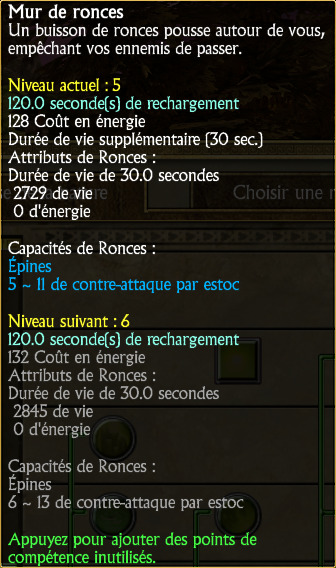 Mur de ronces
Un buisson de ronces pousse autour de vous,
empêchant vos ennemis de passer.
Niveau actuel : 5
120.0 seconde(s) de rechargement
128 Coût en énergie
Durée de vie supplémentaire (30 sec.)
Attributs de Ronces :
Durée de vie de 30.0 secondes
2729 de vie
0 d'énergie
Choisir une
Capacités de Ronces :
Épines
5 ~ 11 de contre-attaque par estoc
Niveau suivant : 6
120.0 seconde(s) de rechargement
132 Coût en énergie
Attributs de Ronces :
Durée de vie de 30.0 secondes
2845 de vie
0 d'énergie
Capacités de Ronces :
Épines
6 ~ 13 de contre-attaque par estoc
Appuyez pour ajouter des points de
compétence inutilisés.